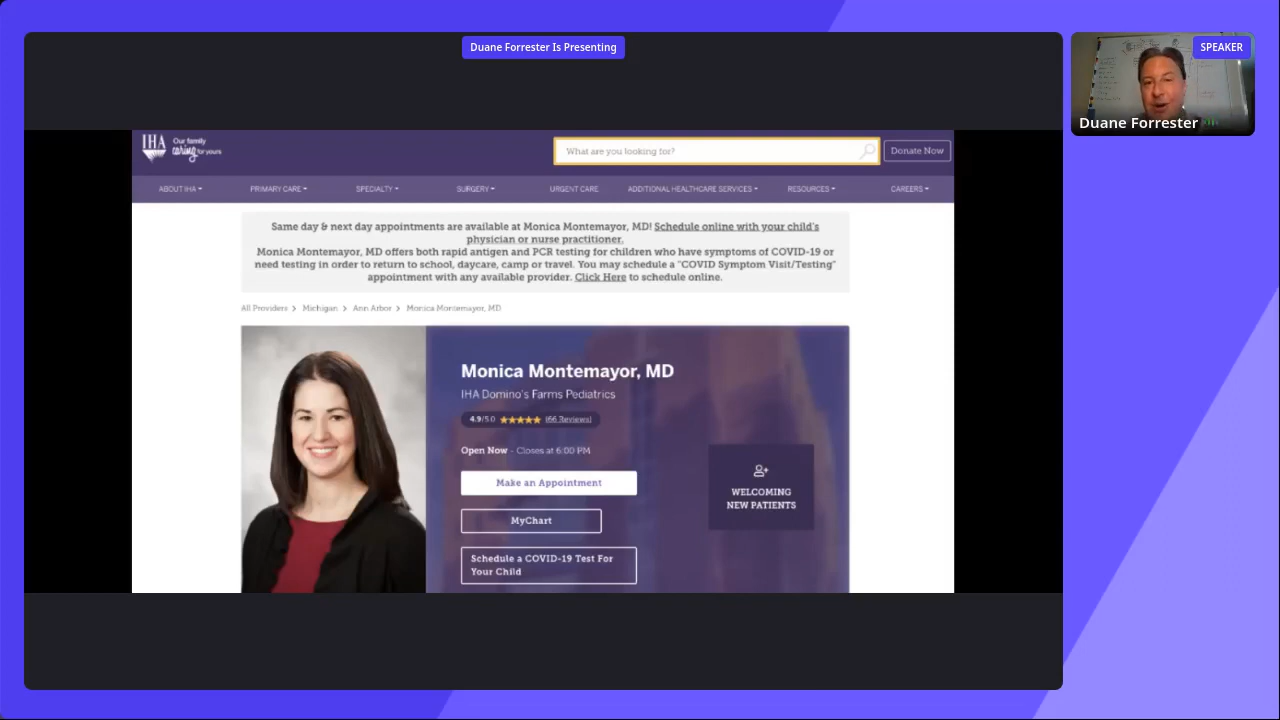 Duane Forrester Is Presenting
SPEAKER
Duane Forrester
IHA
Our family
caring for yours
What are you looking for?
Donate Now
ABOUT IHA
PRIMARY CARE
SPECIALTY
SURGERY
URGENT CARE
ADDITIONAL HEALTHCARE SERVICES
RESOURCES
CAREERS
Same day & next day appointments are available at Monica Montemayor, MD! Schedule online with your child's
physician or nurse practitioner.
Monica Montemayor, MD offers both rapid antigen and PCR testing for children who have symptoms of COVID-19 or
need testing in order to return to school, daycare, camp or travel. You may schedule a "COVID Symptom Visit/Testing"
appointment with any available provider. Click Here to schedule online.
All Providers > Michigan > Ann Arbor > Monica Montemayor, MD
Monica Montemayor, MD
IHA Domino's Farms Pediatrics
4.9/5.0 ★★★★★ (66 Reviews)
Open Now - Closes at 6:00 PM
Make an Appointment
MyChart
Schedule a COVID-19 Test For
Your Child
WELCOMING
NEW PATIENTS